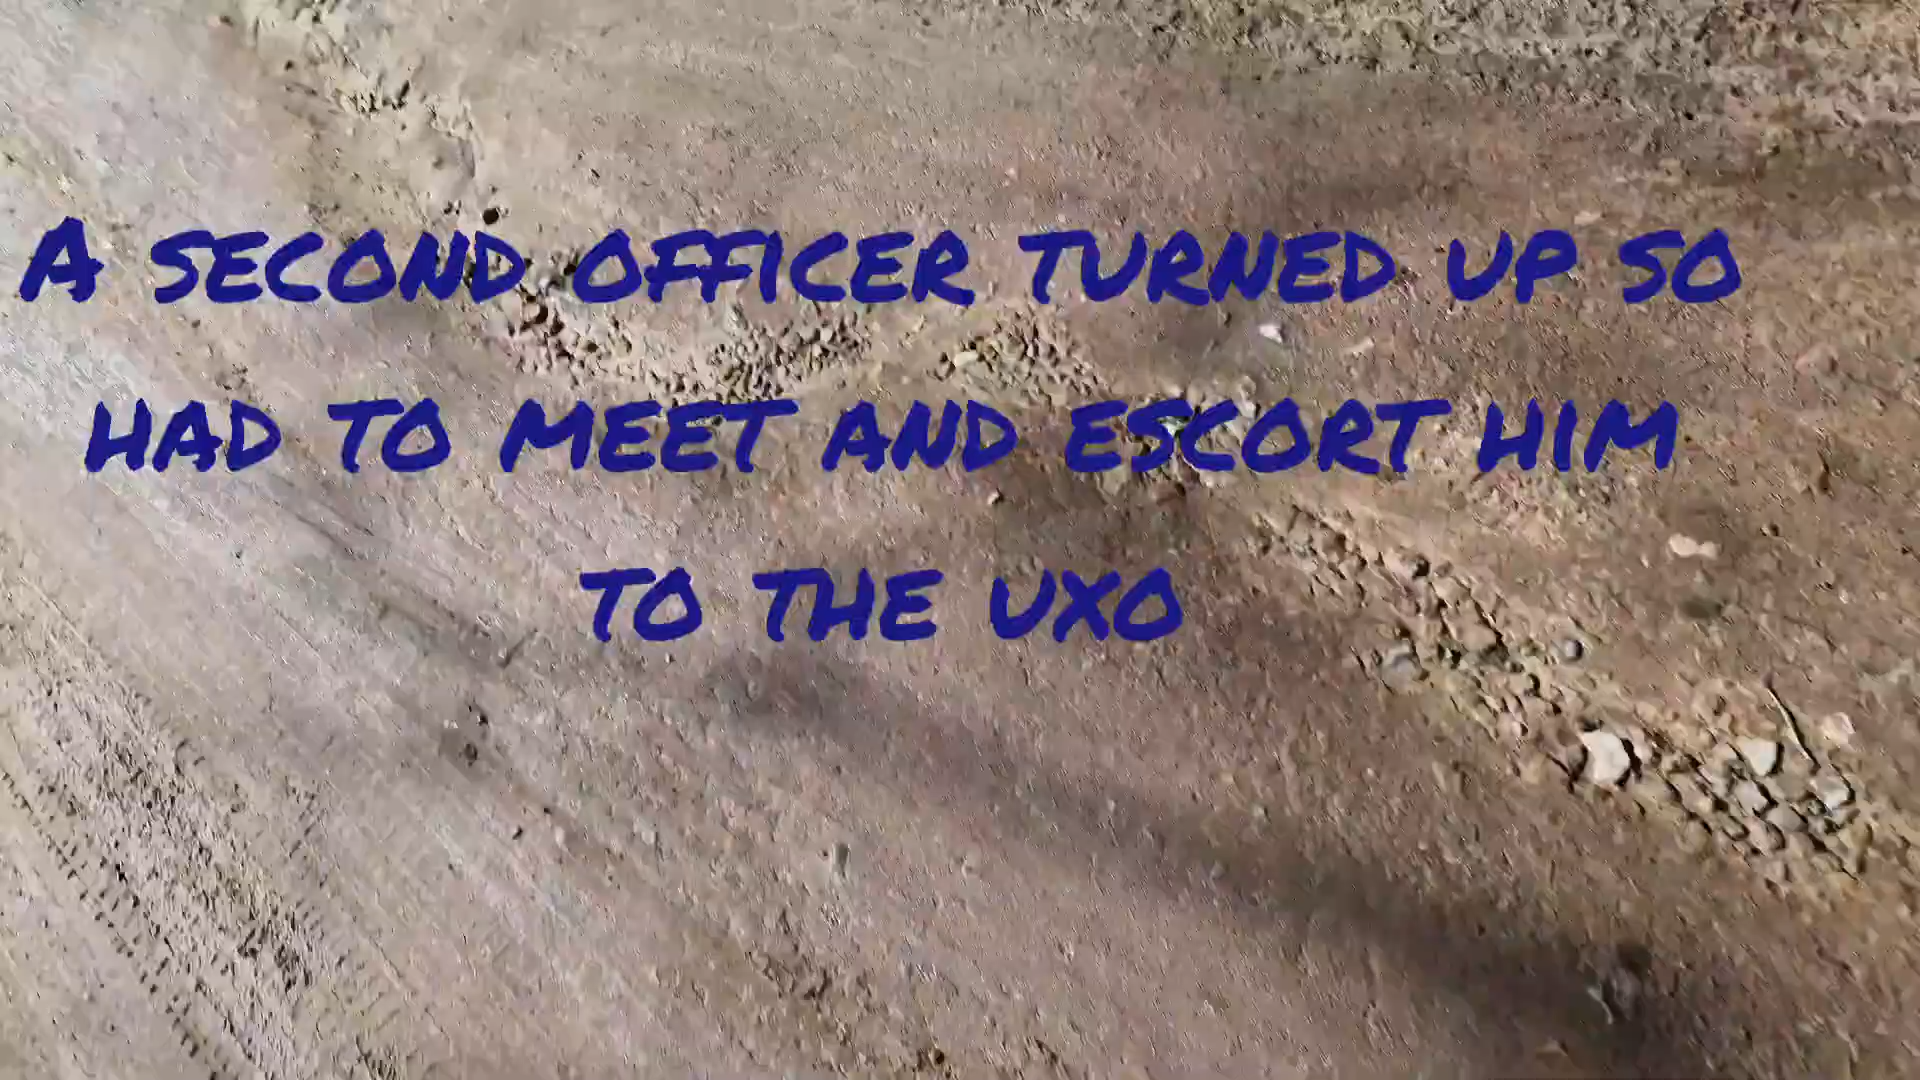 A second officer turned up so
had to meet and escort him
to the uxo